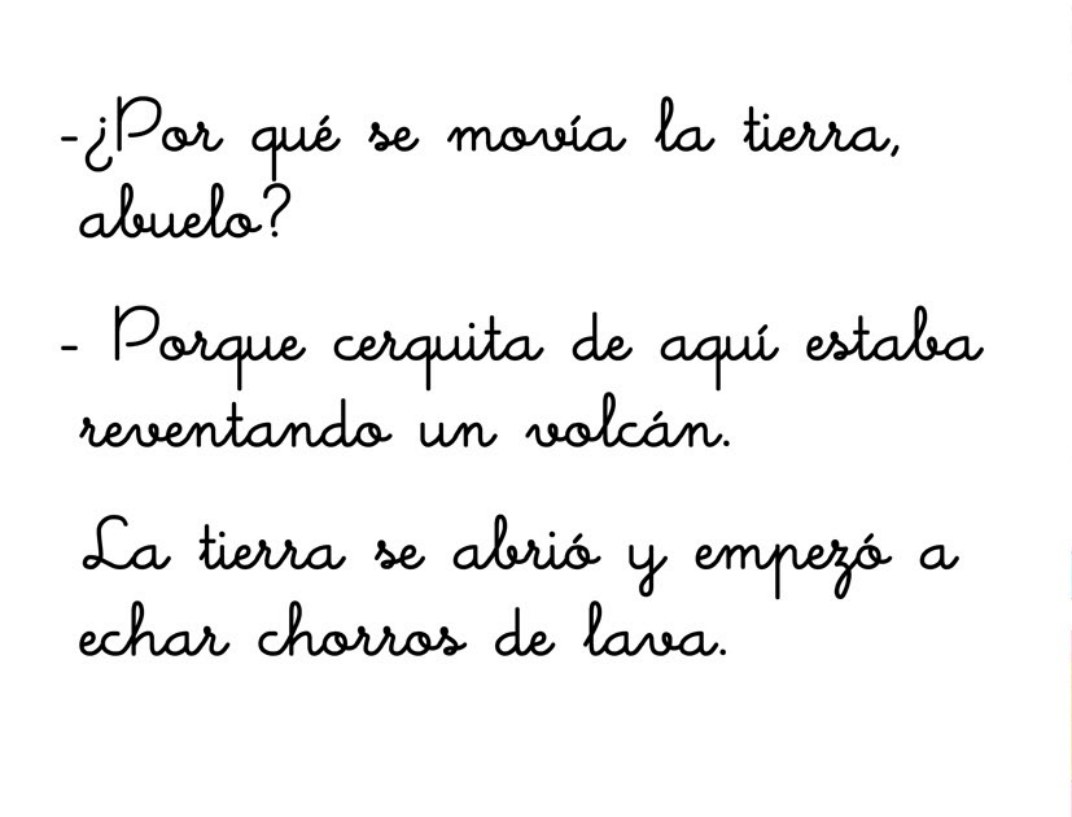 -¿Por qué se movía la tierra,
abuelo?
- Porque cerquita de aquí estaba
reventando un volcán.
La tierra se abrió y empezó a
echar chorros de lava.